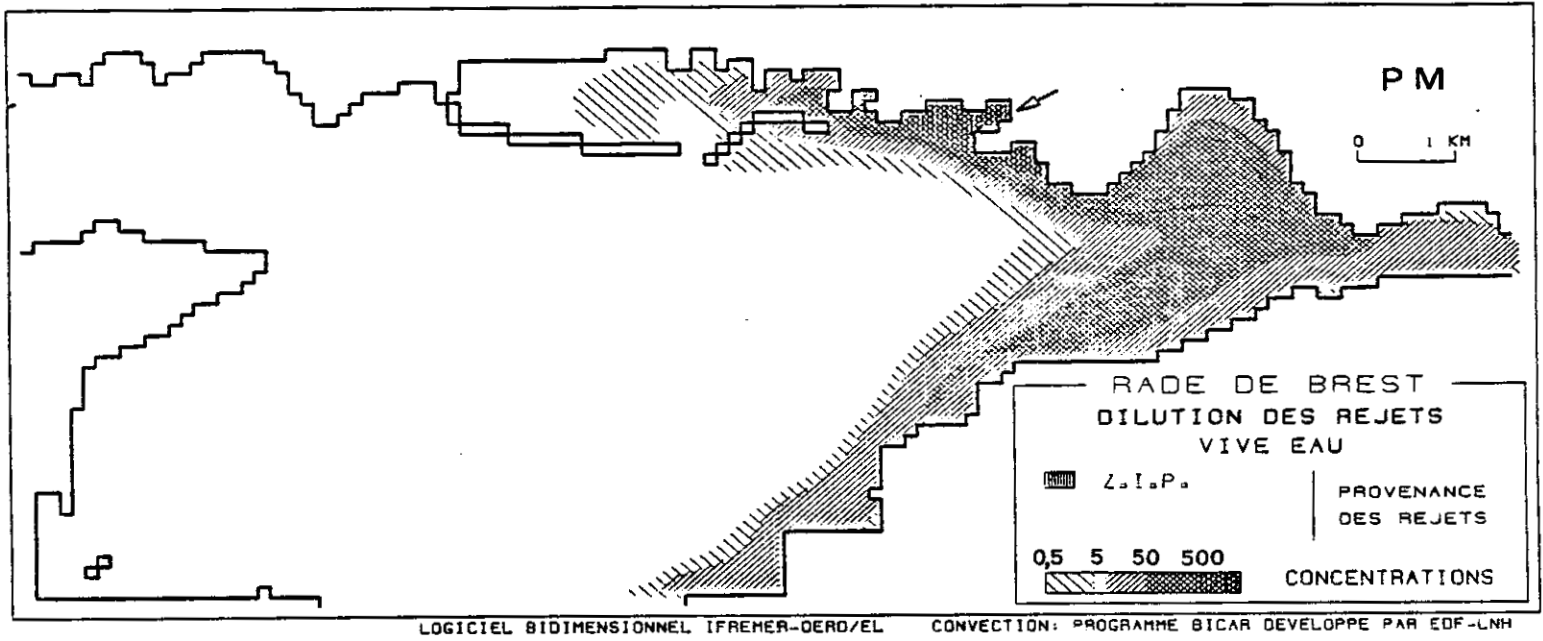 PM
0 1 KM
RADE DE BREST
DILUTION DES REJETS
VIVE EAU
Z.I.P.
PROVENANCE
DES REJETS
0,5 5 50 500
CONCENTRATIONS
LOGICIEL BIDIMENSIONNEL IFREMER-DERO/EL CONVECTION: PROGRAMME BICAR DEVELOPPE PAR EDF-LNH